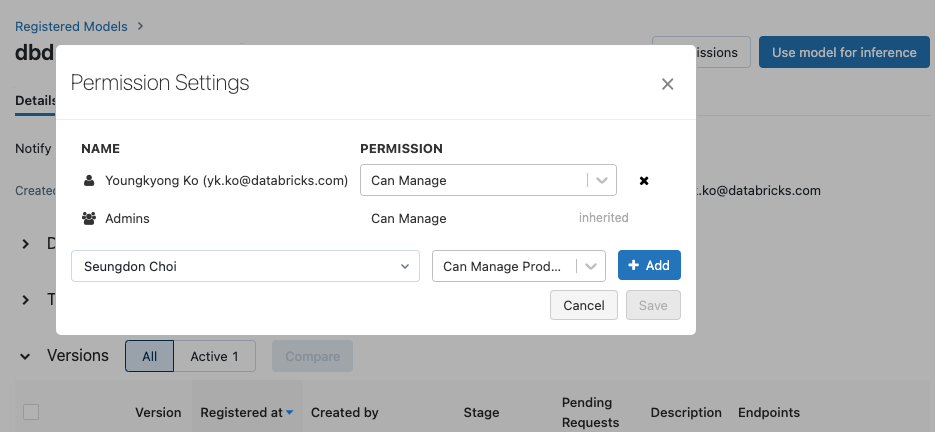 Registered Models >
dbd
issions
Use model for inference
Permission Settings
Details
NAME PERMISSION
Notify
Youngkyong Ko (yk.ko@databricks.com) Can Manage
Created
.ko@databricks.com
Admins Can Manage inherited
D
Seungdon Choi Can Manage Prod... + Add
T
Cancel Save
Versions All Active 1 Compare
Version Registered at Created by Stage Pending Requests Description Endpoints